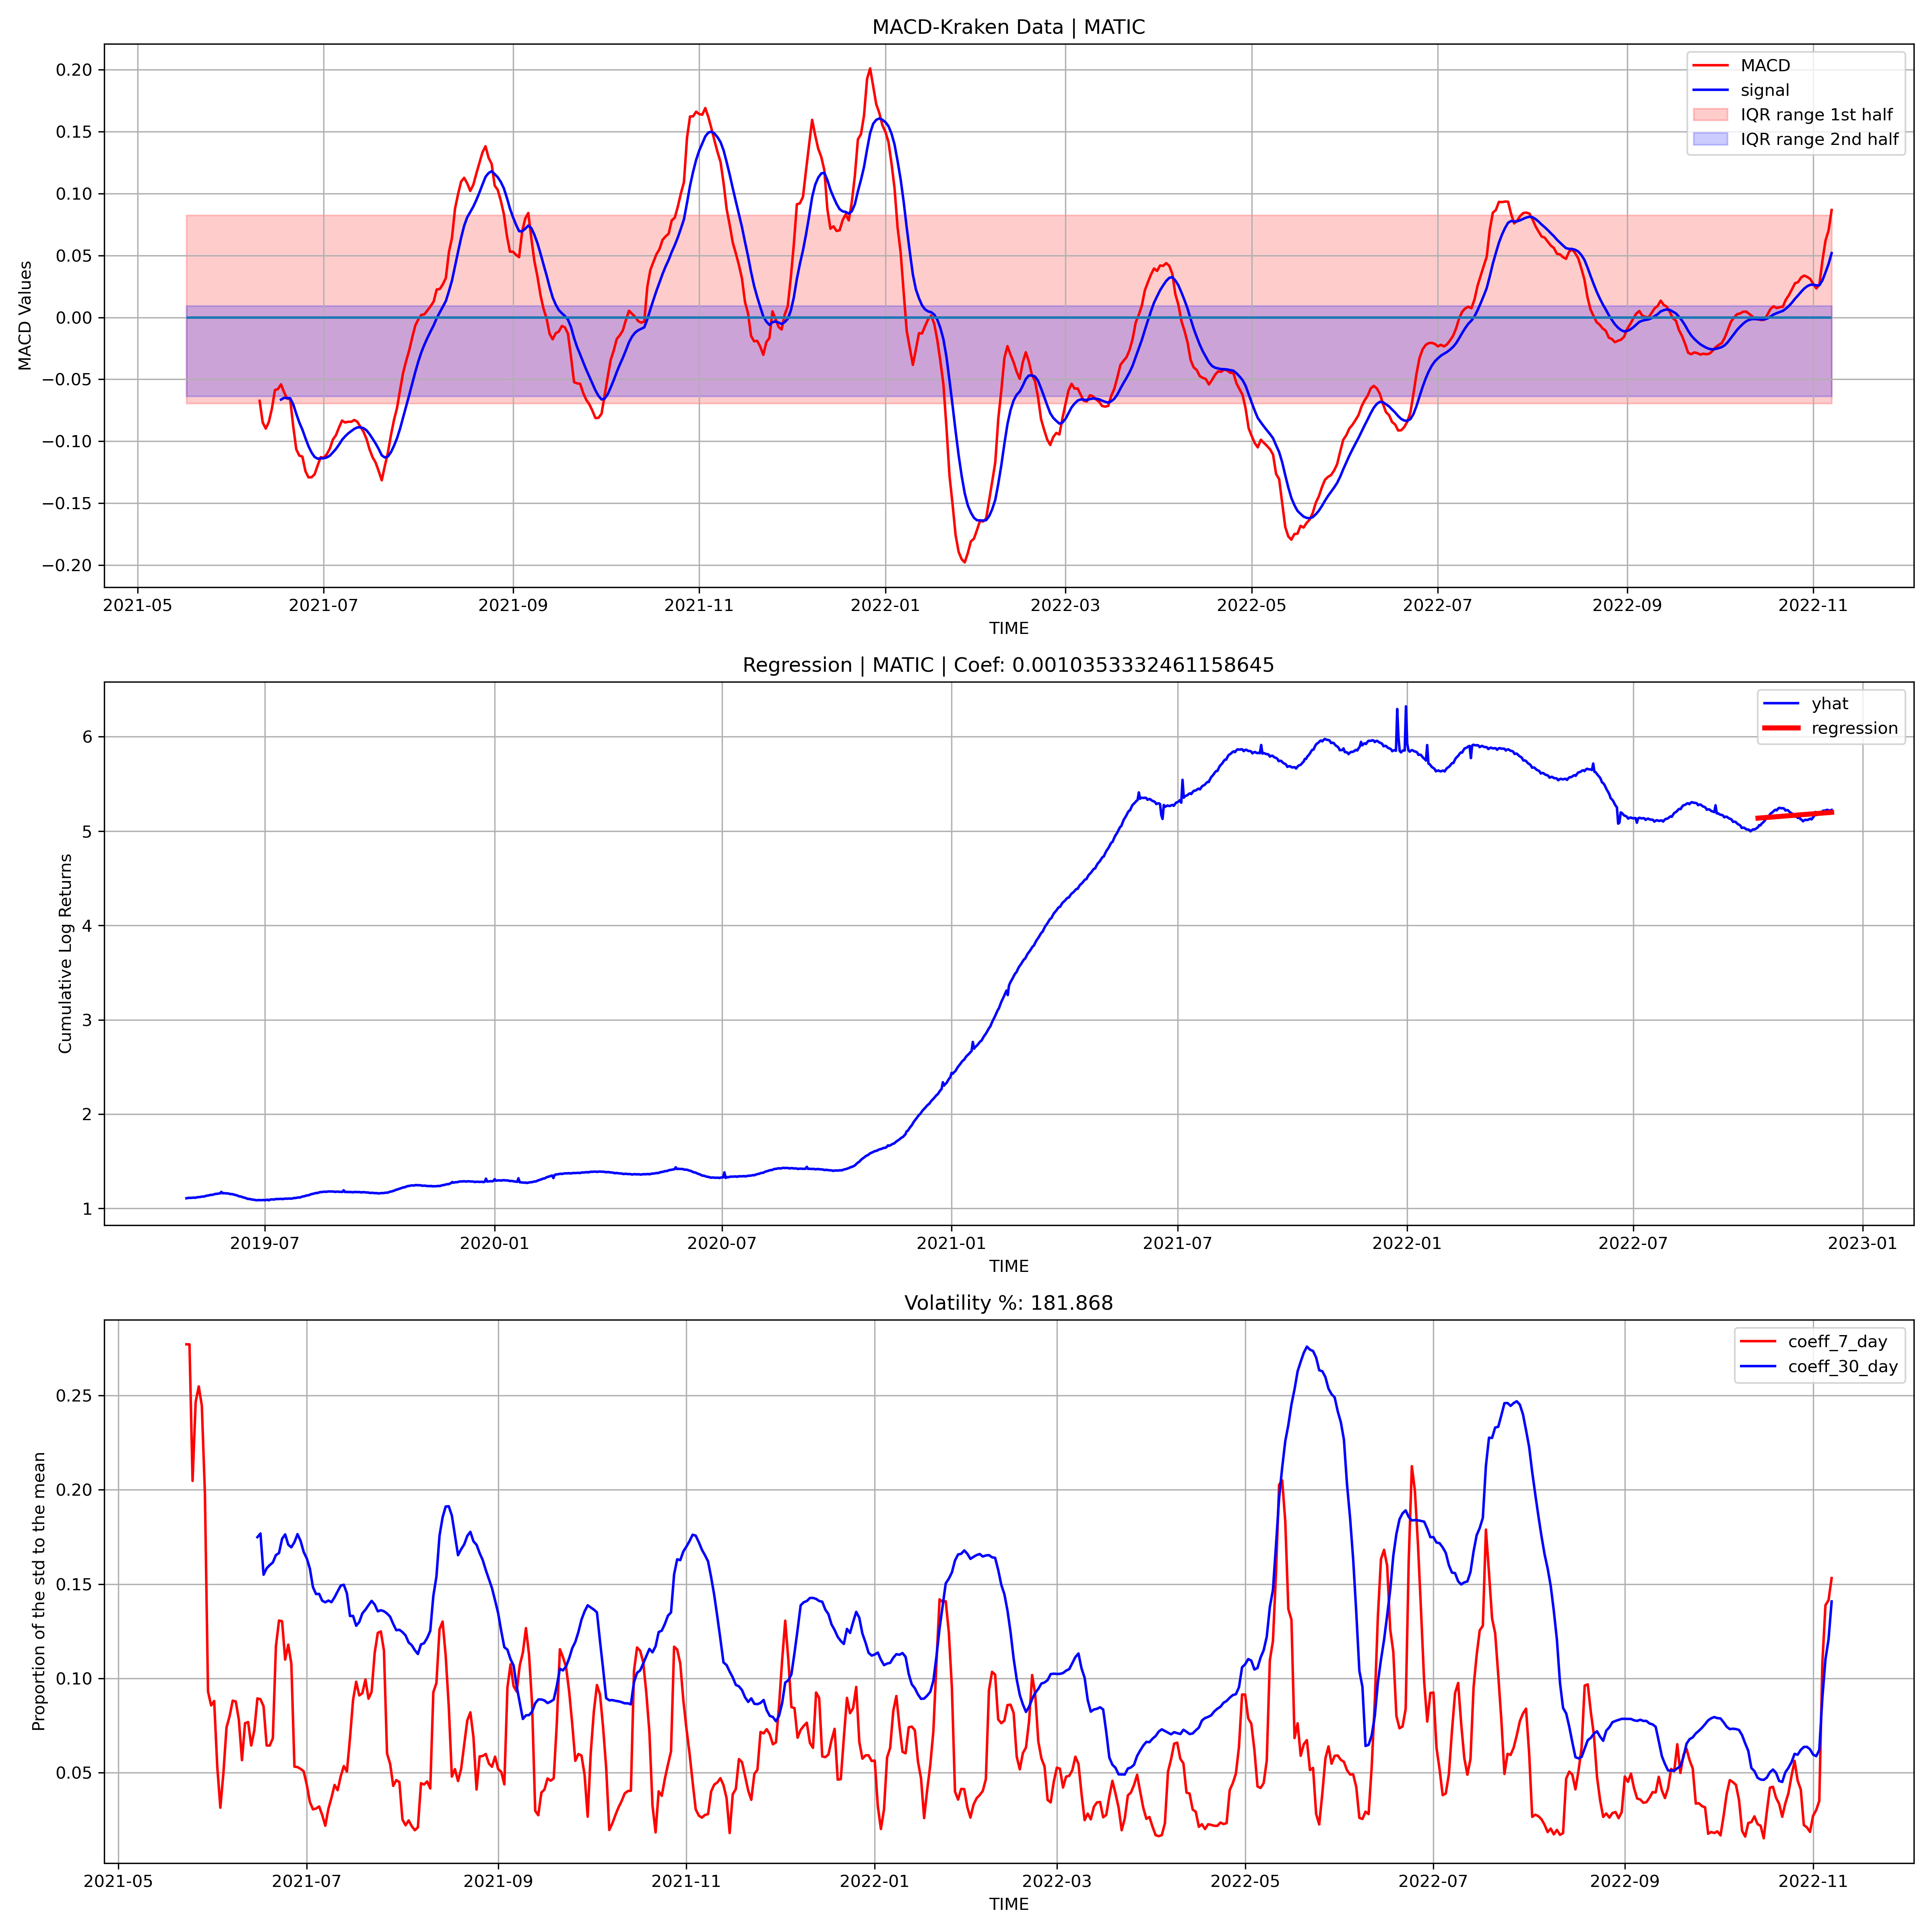 MACD-Kraken Data | MATIC
MACD
signal
IQR range 1st half
IQR range 2nd half
MACD Values
0.20
0.15
0.10
0.05
0.00
−0.05
−0.10
−0.15
−0.20
2021-05 2021-07 2021-09 2021-11 2022-01 2022-03 2022-05 2022-07 2022-09 2022-11
TIME
Regression | MATIC | Coef: 0.0010353332461158645
yhat
regression
Cumulative Log Returns
6
5
4
3
2
1
2019-07 2020-01 2020-07 2021-01 2021-07 2022-01 2022-07 2023-01
TIME
Volatility %: 181.868
coeff_7_day
coeff_30_day
Proportion of the std to the mean
0.25
0.20
0.15
0.10
0.05
2021-05 2021-07 2021-09 2021-11 2022-01 2022-03 2022-05 2022-07 2022-09 2022-11
TIME